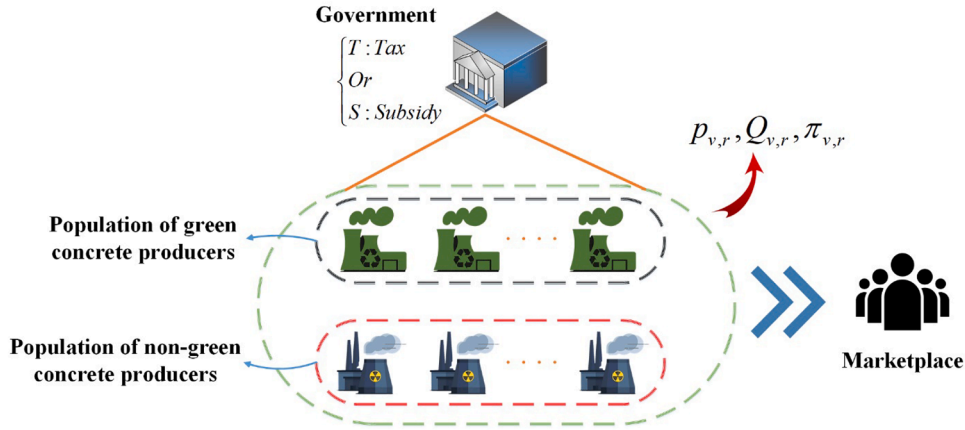 Government
T : Tax
Or
S : Subsidy
p_{v,r}, Q_{v,r}, π_{v,r}
Population of green
concrete producers
Population of non-green
concrete producers
Marketplace